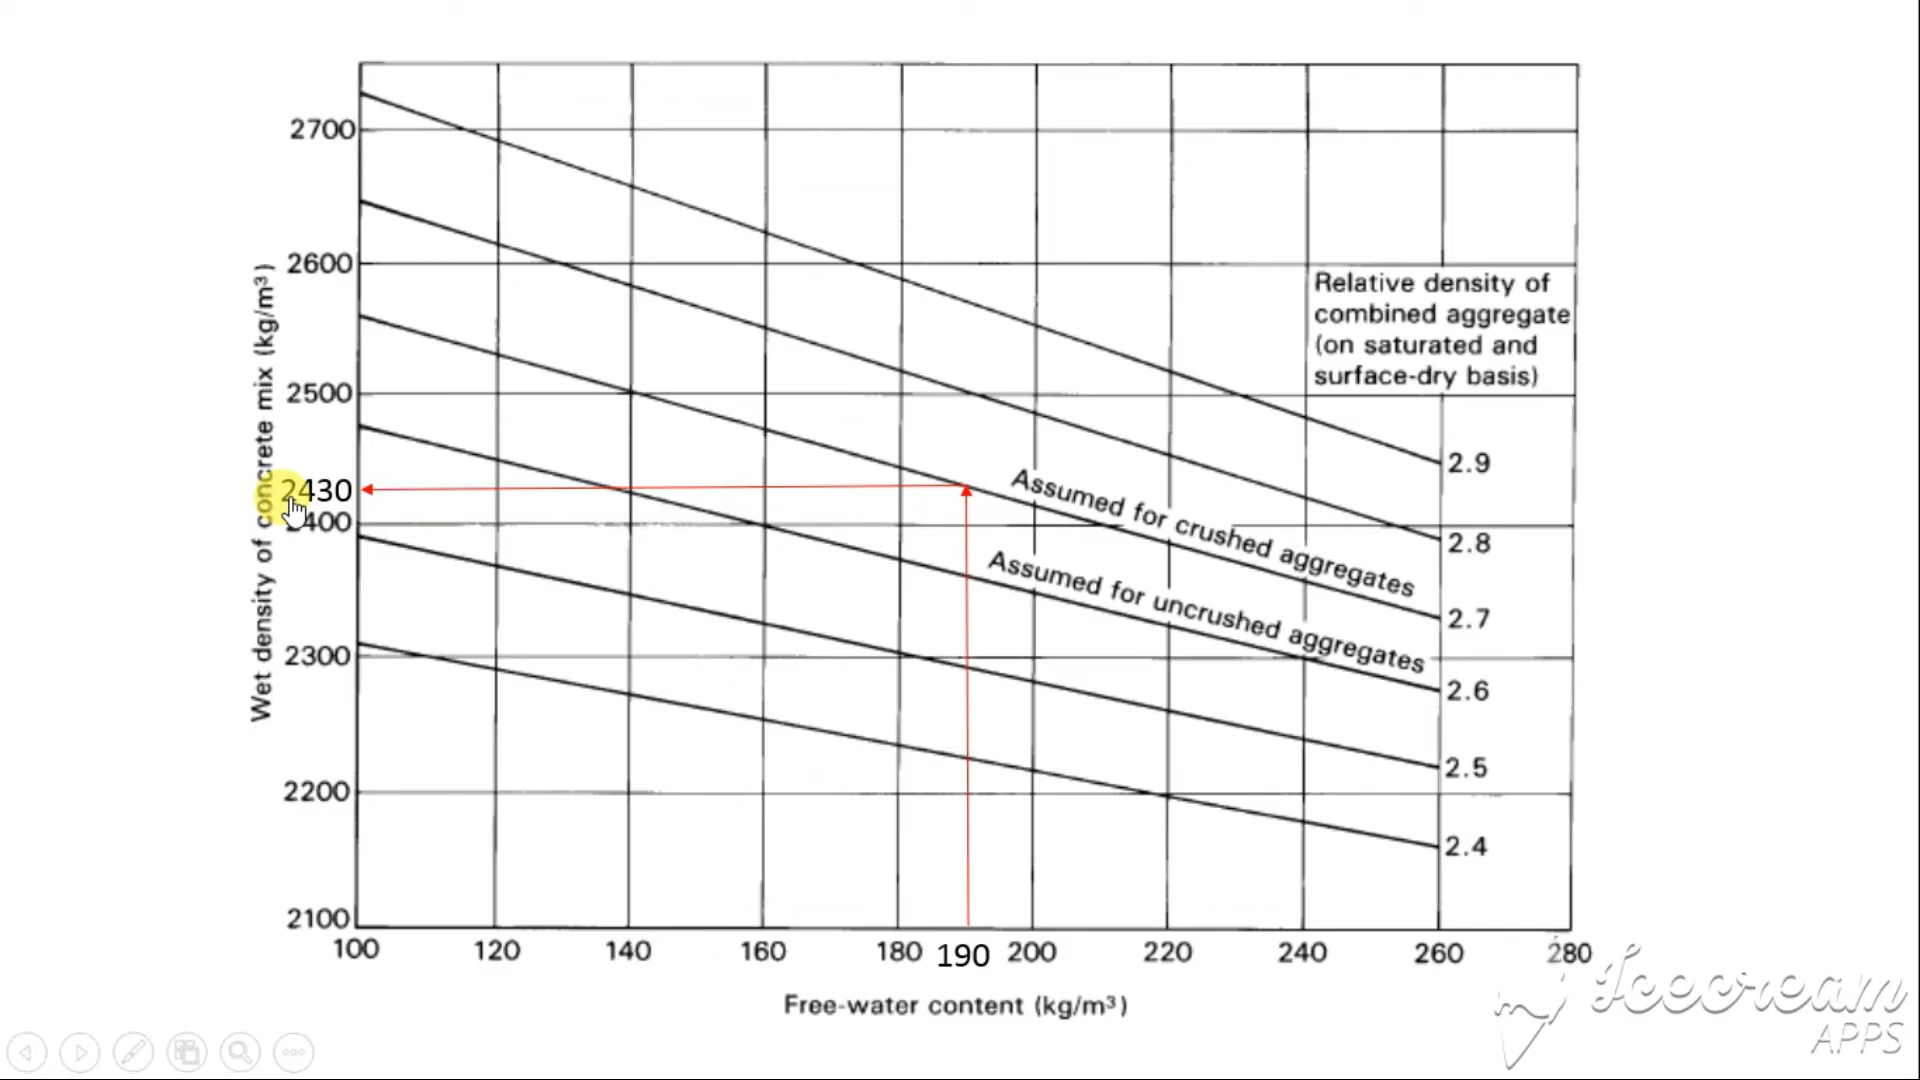 2700
2600
2500
2430
2400
2300
2200
2100
Wet density of concrete mix (kg/m³)
Relative density of
combined aggregate
(on saturated and
surface-dry basis)
2.9
2.8
2.7
2.6
2.5
2.4
Assumed for crushed aggregates
Assumed for uncrushed aggregates
100 120 140 160 180 190 200 220 240 260 280
Free-water content (kg/m³)
Icecream
APPS